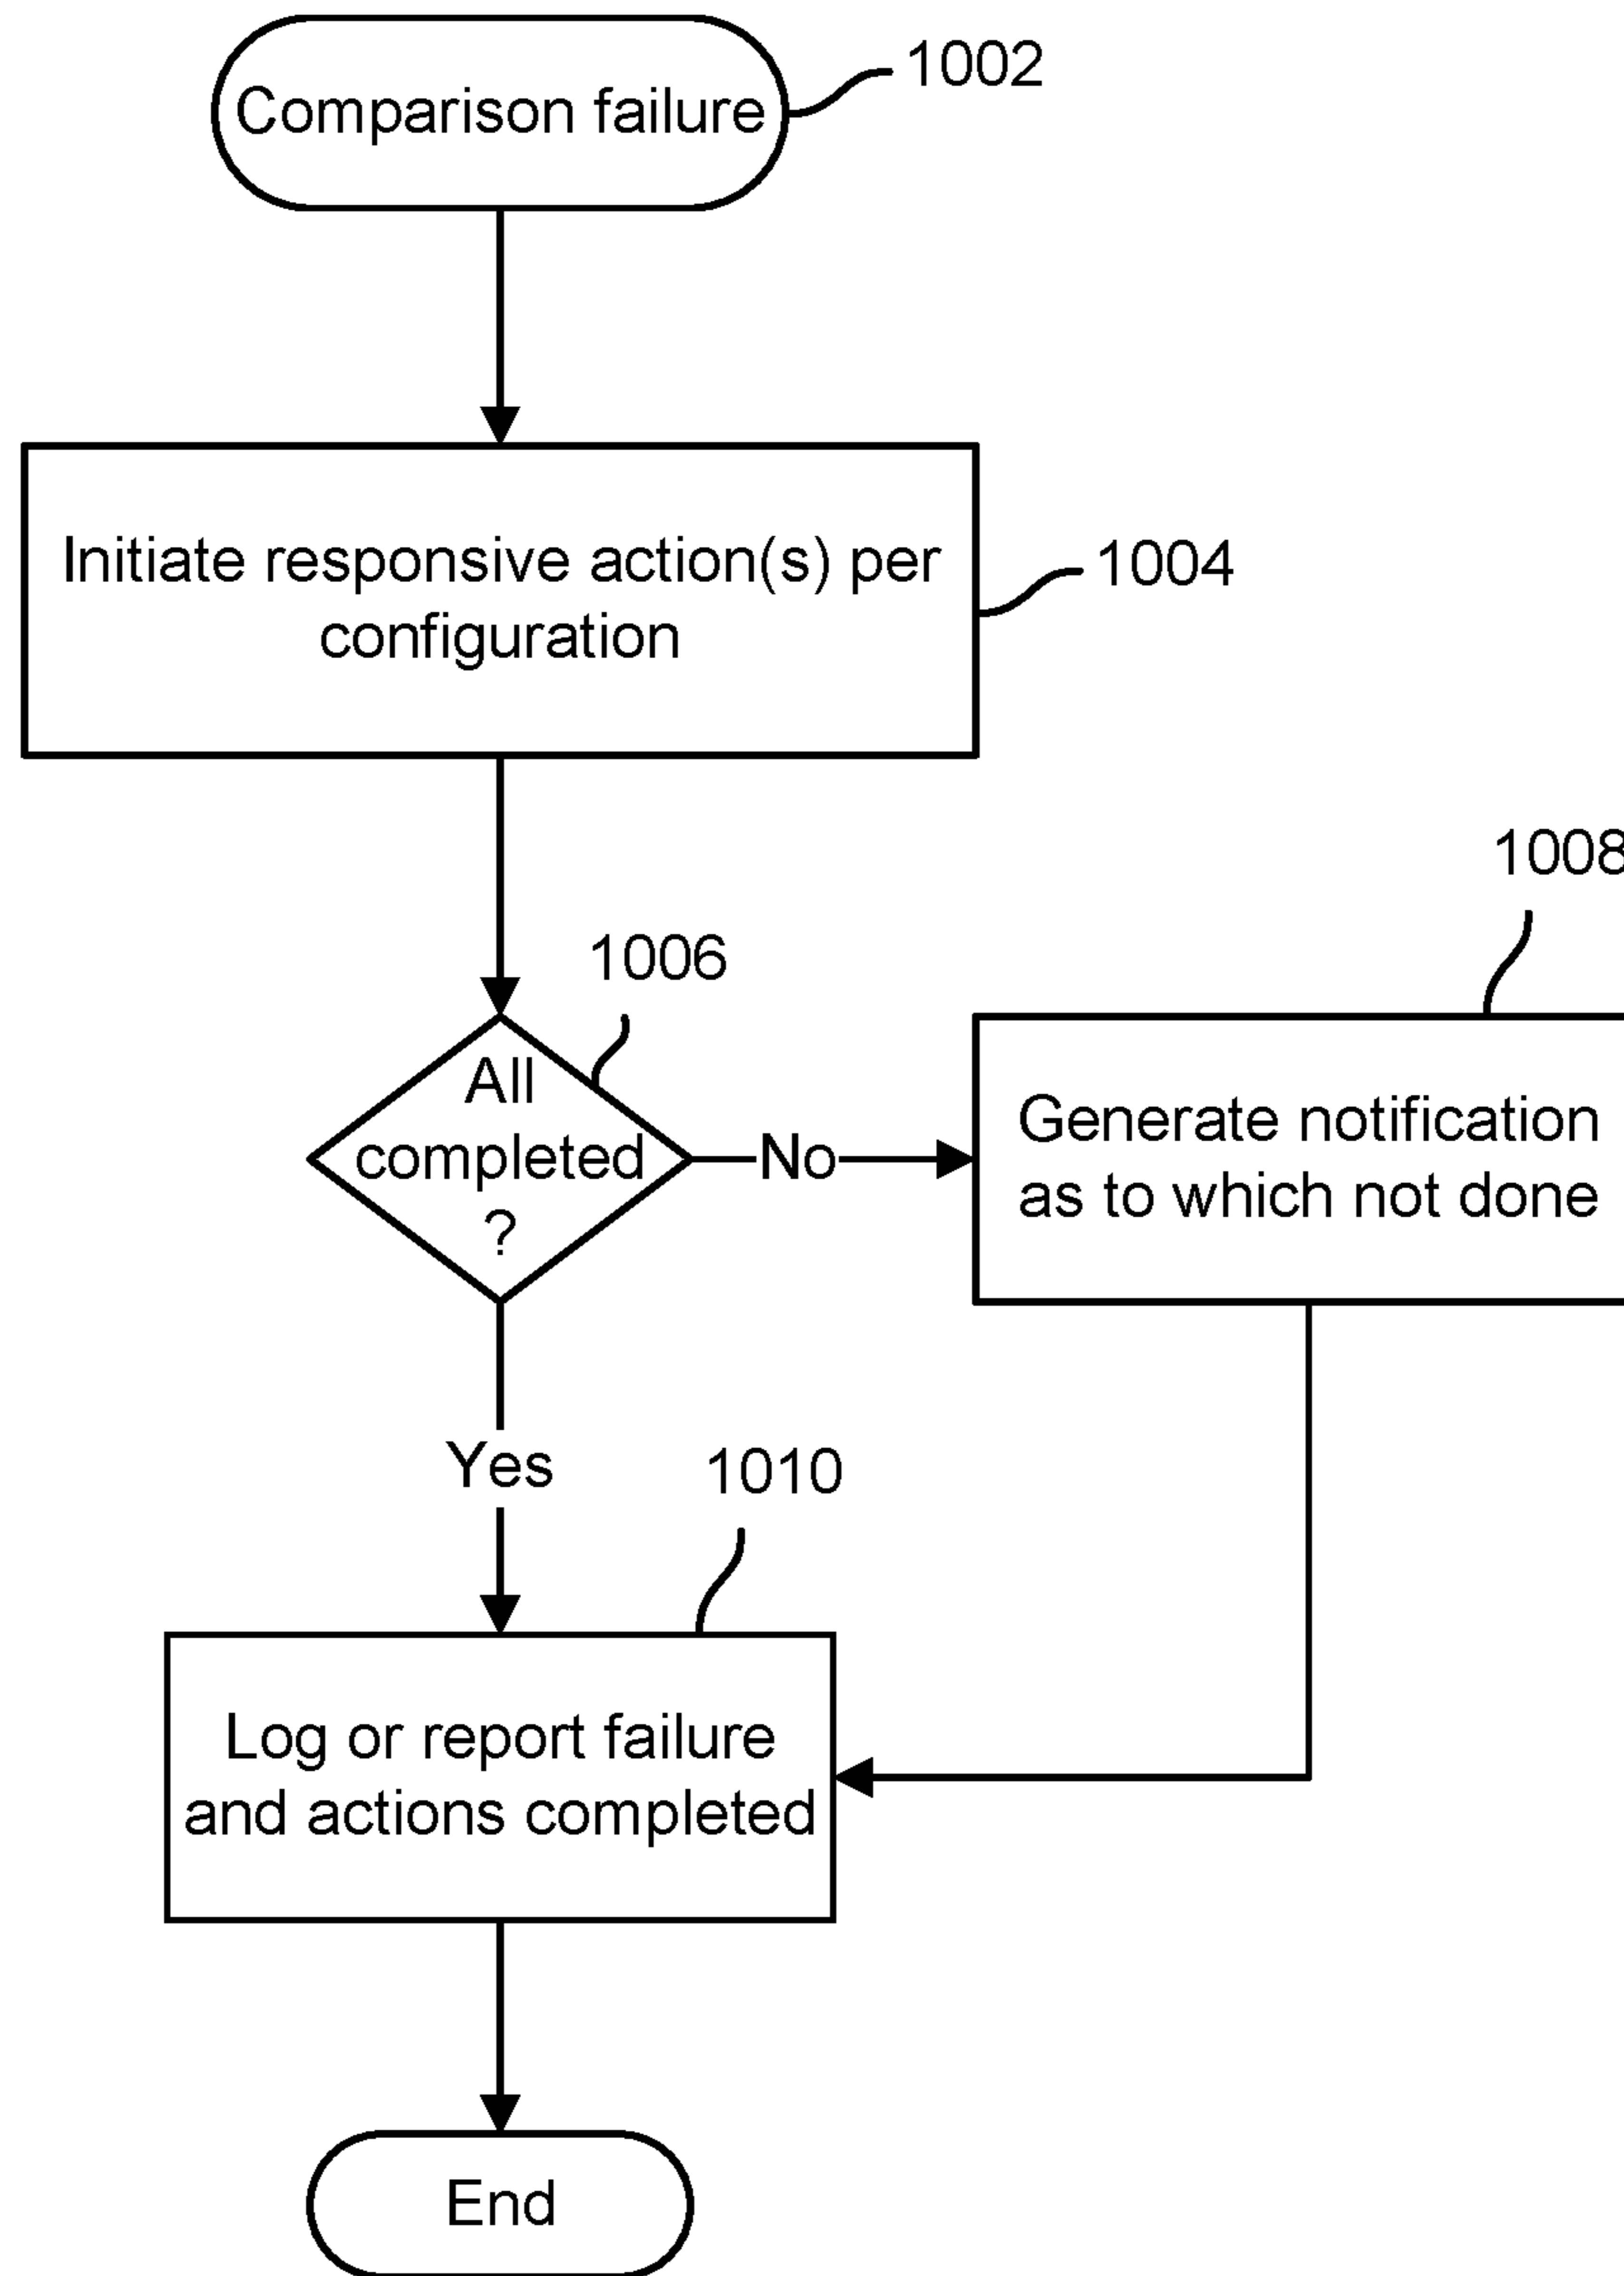 Comparison failure
1002
Initiate responsive action(s) per
configuration
1004
1006
All
completed
?
No
1008
Generate notification
as to which not done
Yes
1010
Log or report failure
and actions completed
End